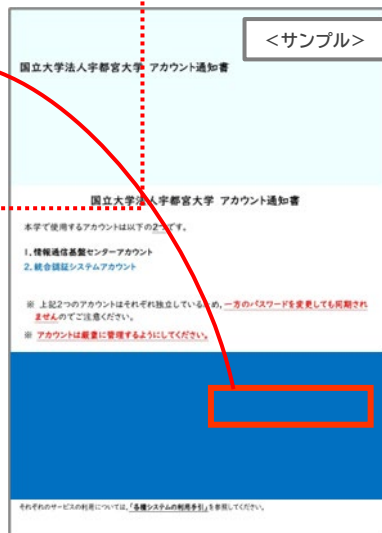 <サンプル>
国立大学法人宇都宮大学 アカウント通知書
国立大学法人宇都宮大学 アカウント通知書
本学で使用するアカウントは以下の2つです。
1.情報通信基盤センターアカウント
2.統合認証システムアカウント
※ 上記2つのアカウントはそれぞれ独立しているため,一方のパスワードを変更しても同期され
ませんのでご注意ください。
※ アカウントは厳重に管理するようにしてください。
それぞれのサービスの利用については,「各種システムの利用手引」を参照してください。